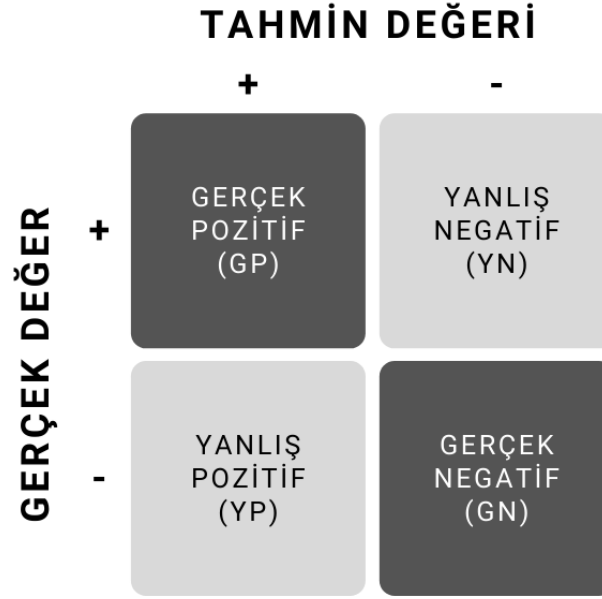 TAHMİN DEĞERİ
+ -
GERÇEK DEĞER
+
GERÇEK
POZİTİF
(GP)
YANLIŞ
NEGATİF
(YN)
-
YANLIŞ
POZİTİF
(YP)
GERÇEK
NEGATİF
(GN)